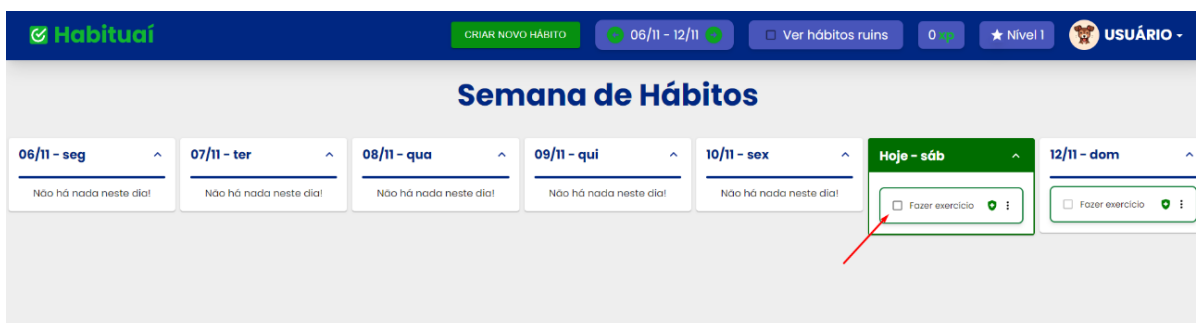 Habituaí
CRIAR NOVO HÁBITO
06/11 - 12/11
Ver hábitos ruins
0 xp
Nível 1
USUÁRIO
Semana de Hábitos
06/11 - seg
07/11 - ter
08/11 - qua
09/11 - qui
10/11 - sex
Hoje - sáb
12/11 - dom
Não há nada neste dia!
Não há nada neste dia!
Não há nada neste dia!
Não há nada neste dia!
Não há nada neste dia!
Fazer exercício
Fazer exercício